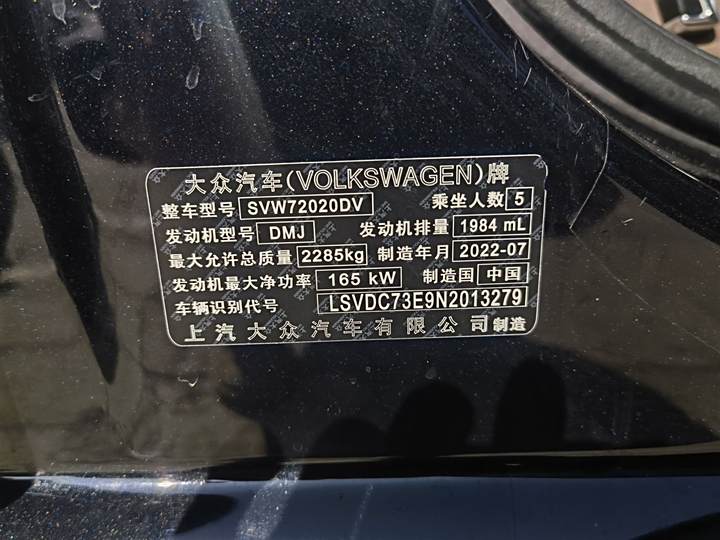 大众汽车(VOLKSWAGEN)牌
整车型号 SVW72020DV 乘坐人数 5
发动机型号 DMJ 发动机排量 1984 mL
最大允许总质量 2285kg 制造年月 2022-07
发动机最大净功率 165 kW 制造国 中国
车辆识别代号 LSVDC73E9N2013279
上汽大众汽车有限公司制造